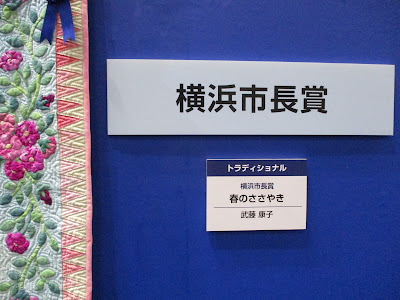 横浜市長賞
トラディショナル
横浜市長賞
春のささやき
武藤 康子